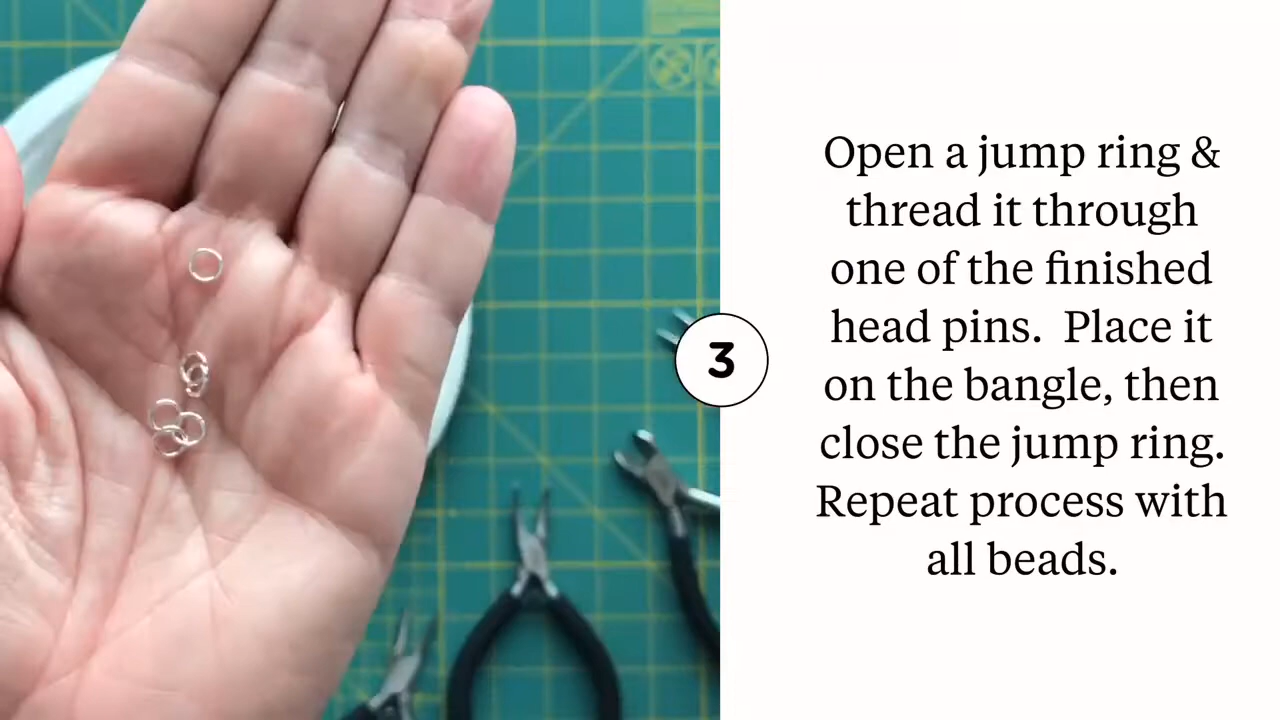 3
Open a jump ring &
thread it through
one of the finished
head pins.  Place it
on the bangle, then
close the jump ring.
Repeat process with
all beads.